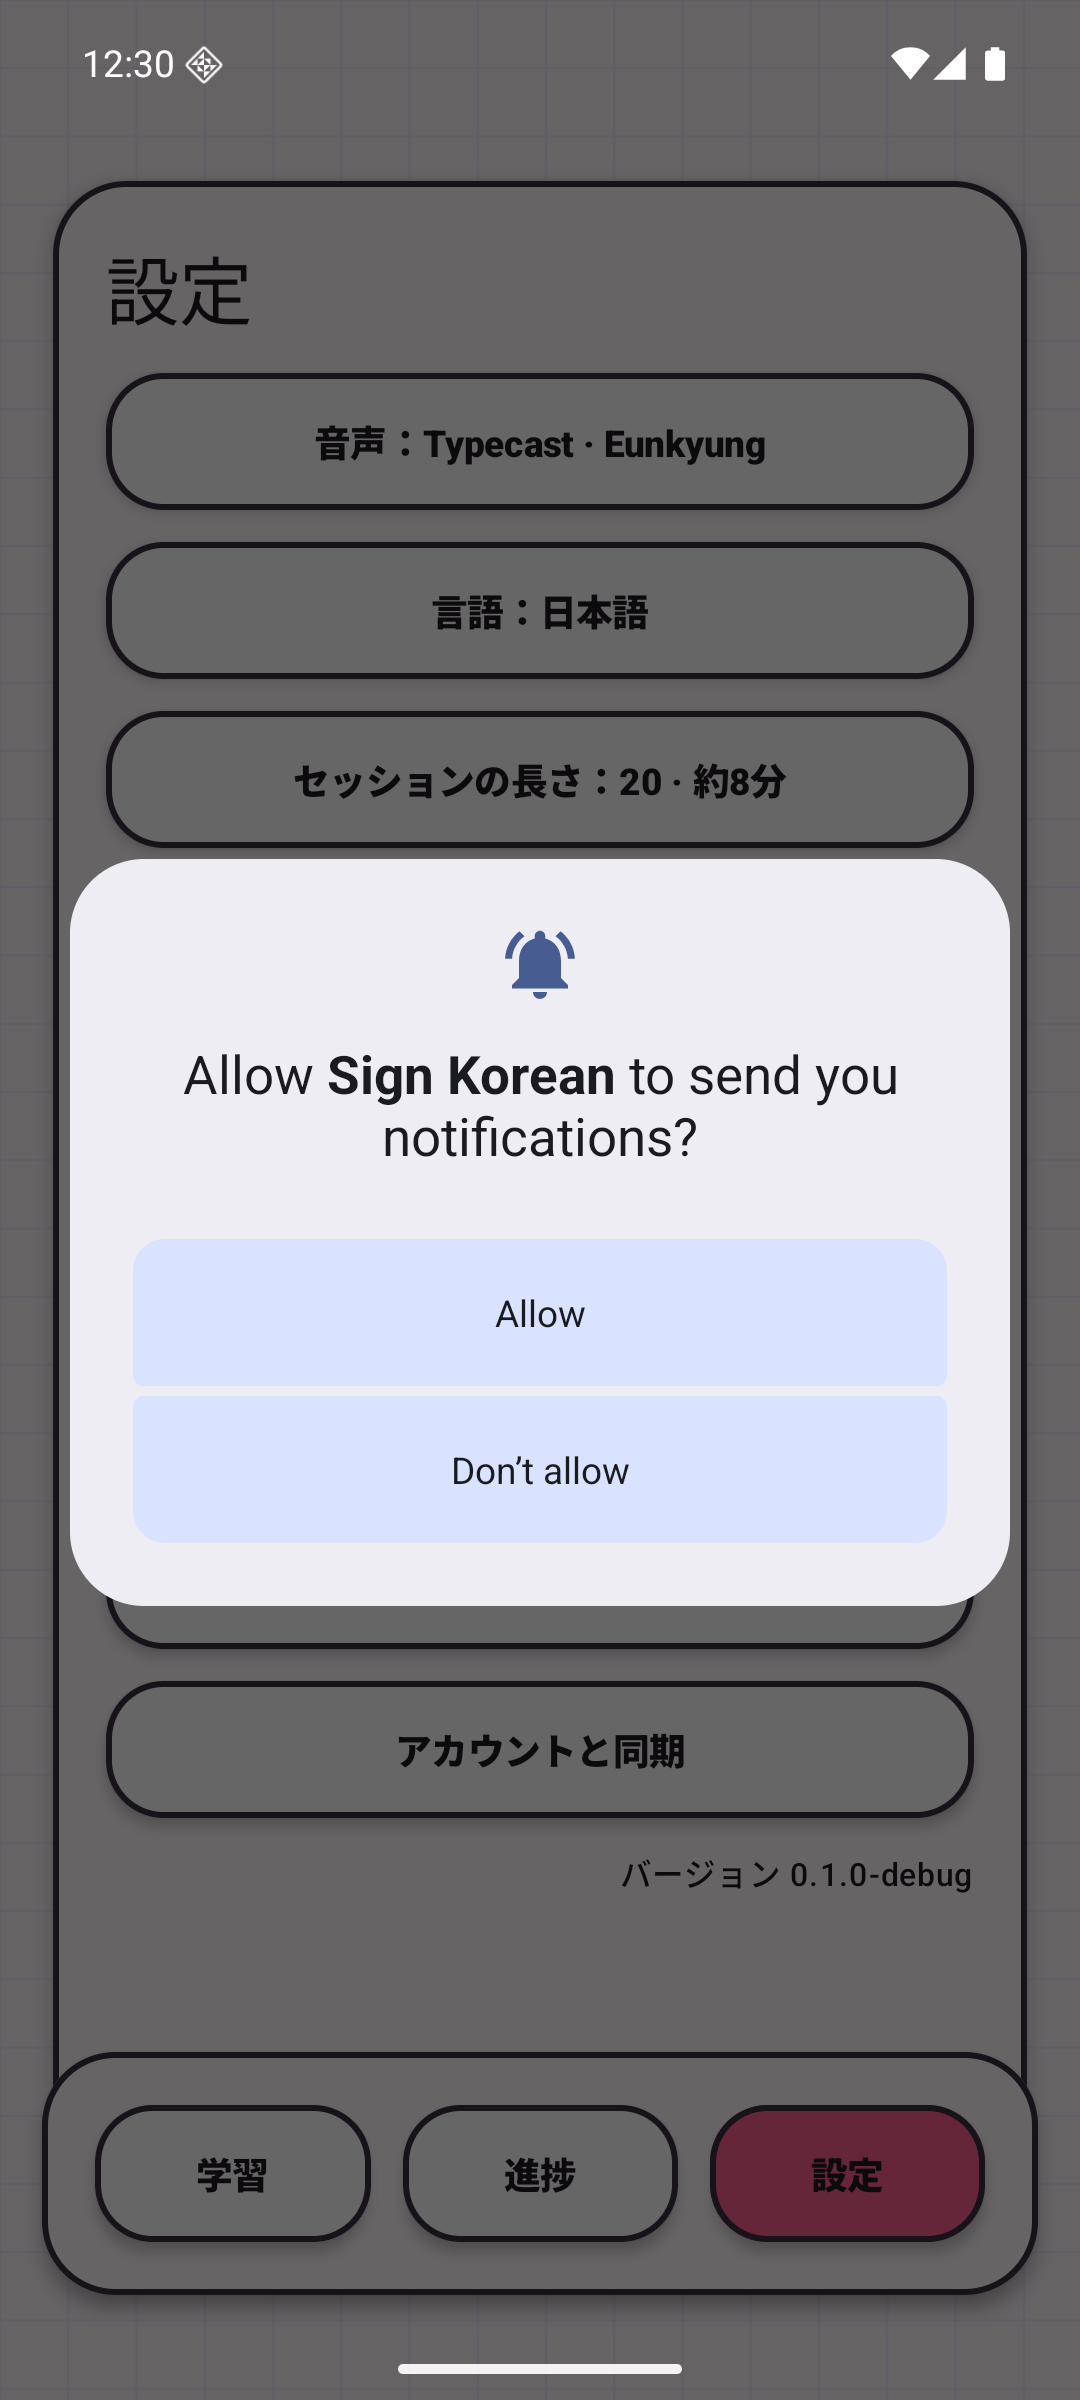 12:30
設定
音声：Typecast · Eunkyung
言語：日本語
セッションの長さ：20 · 約8分
Allow Sign Korean to send you
notifications?
Allow
Don’t allow
アカウントと同期
バージョン 0.1.0-debug
学習
進捗
設定